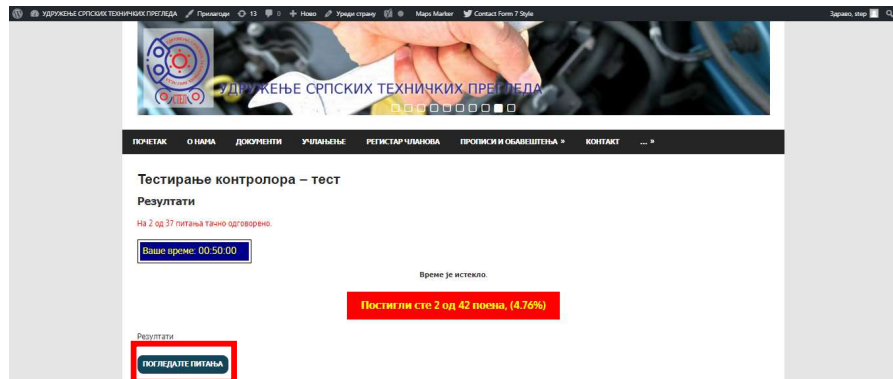 УДРУЖЕЊЕ СРПСКИХ ТЕХНИЧКИХ ПРЕГЛЕДА Прилагоди 13 0 Ново Уреди страну Maps Marker Contact Form 7 Style Здраво, step
УДРУЖЕЊЕ СРПСКИХ ТЕХНИЧКИХ ПРЕГЛЕДА
ПОЧЕТАК О НАМА ДОКУМЕНТИ УЧЛАЊЕЊЕ РЕГИСТАР ЧЛАНОВА ПРОПИСИ И ОБАВЕШТЕЊА » КОНТАКТ ... »
Тестирање контролора – тест
Резултати
На 2 од 37 питања тачно одговорено.
Ваше време: 00:50:00
Време је истекло.
Постигли сте 2 од 42 поена, (4.76%)
Резултати
ПОГЛЕДАЈТЕ ПИТАЊА